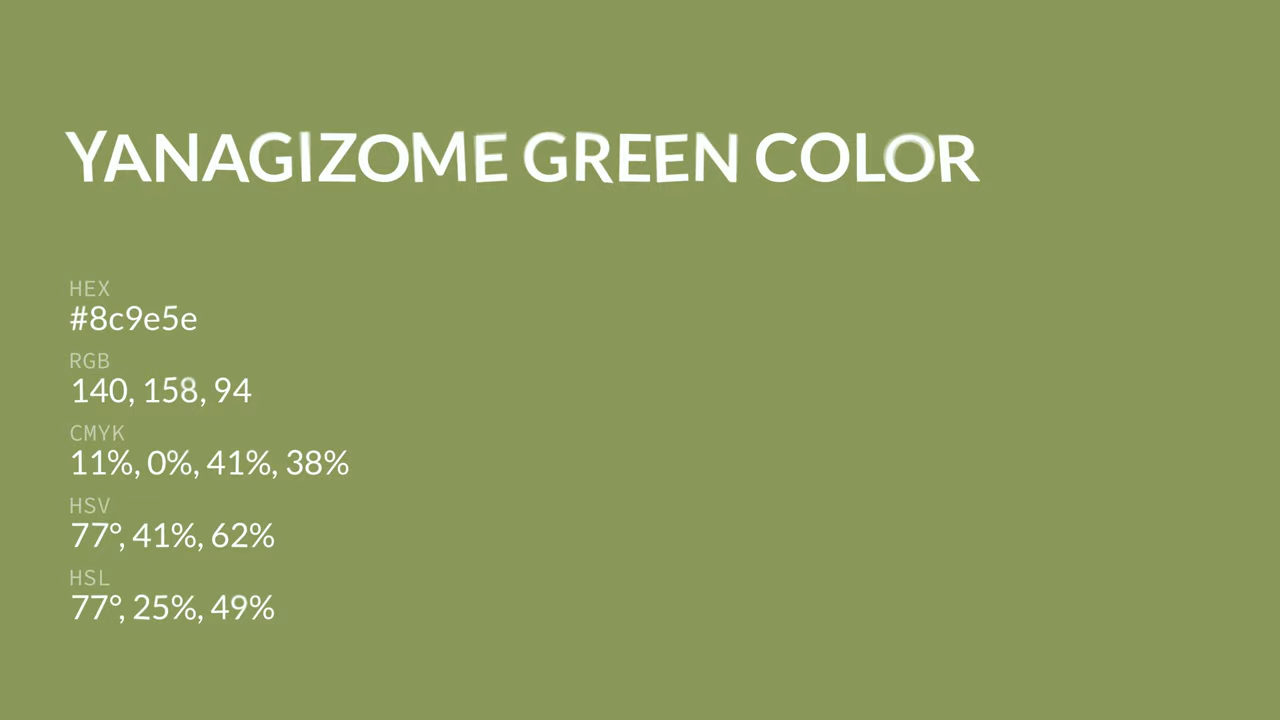 YANAGIZOME GREEN COLOR
HEX
#8c9e5e
RGB
140, 158, 94
CMYK
11%, 0%, 41%, 38%
HSV
77°, 41%, 62%
HSL
77°, 25%, 49%